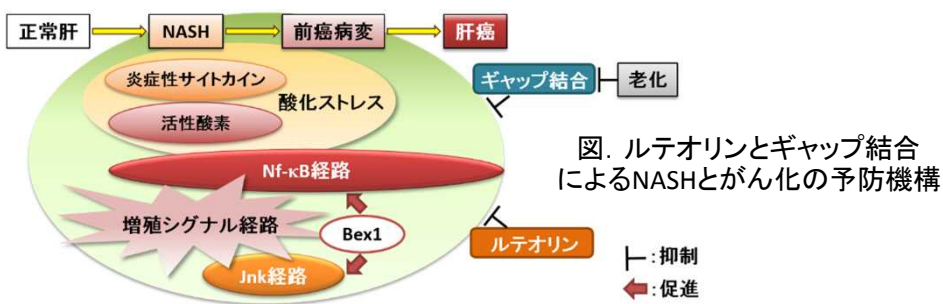 正常肝
NASH
前癌病変
肝癌
炎症性サイトカイン
酸化ストレス
活性酸素
ギャップ結合
老化
Nf-κB経路
図. ルテオリンとギャップ結合
によるNASHとがん化の予防機構
増殖シグナル経路
Bex1
ルテオリン
Jnk経路
:抑制
:促進